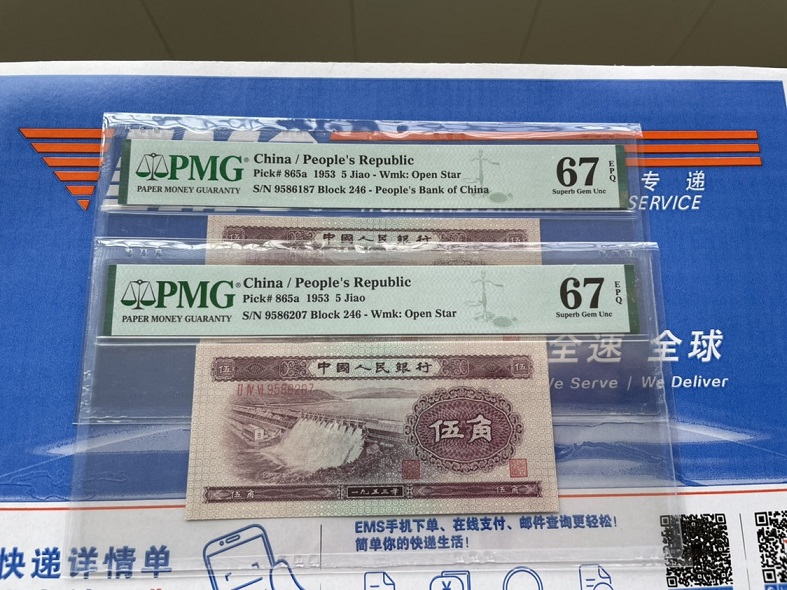 PMG
PAPER MONEY GUARANTY
China / People's Republic
Pick# 865a 1953 5 Jiao - Wmk: Open Star
S/N 9586187 Block 246 - People's Bank of China
67 EPQ
Superb Gem Unc
专 递
SERVICE
中國人民銀行
PMG
PAPER MONEY GUARANTY
China / People's Republic
Pick# 865a 1953 5 Jiao
S/N 9586207 Block 246 - Wmk: Open Star
67 EPQ
Superb Gem Unc
全速 全球
We Serve | We Deliver
伍 中國人民銀行 伍
II IV VI 9586207
伍角
伍角 一九五三年 伍角
EMS手机下单、在线支付、邮件查询更轻松!
简单你的快递生活!
快递详情单